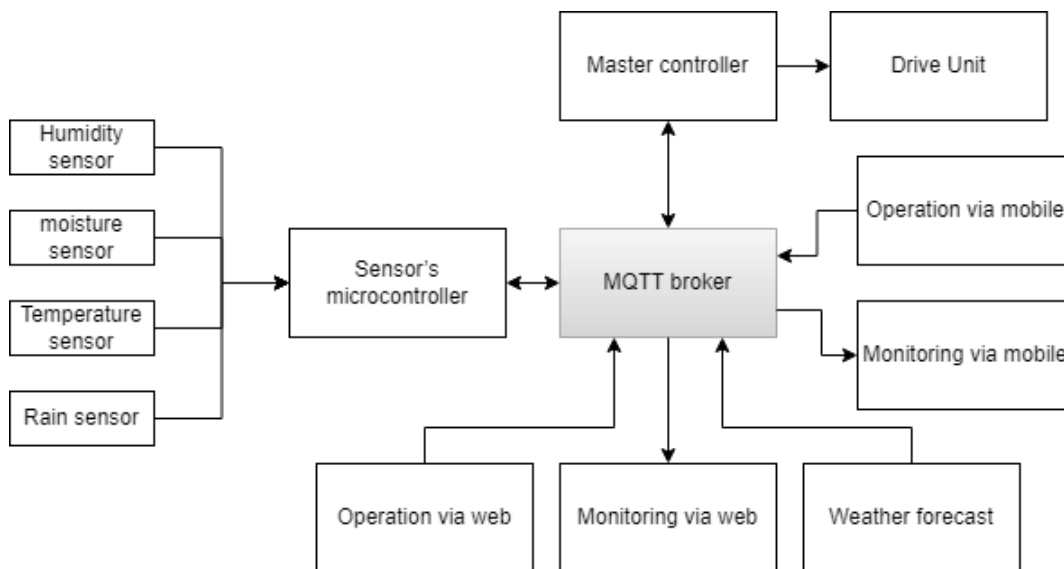 Master controller
Drive Unit
Humidity
sensor
moisture
sensor
Temperature
sensor
Rain sensor
Sensor's
microcontroller
MQTT broker
Operation via mobile
Monitoring via mobile
Operation via web
Monitoring via web
Weather forecast